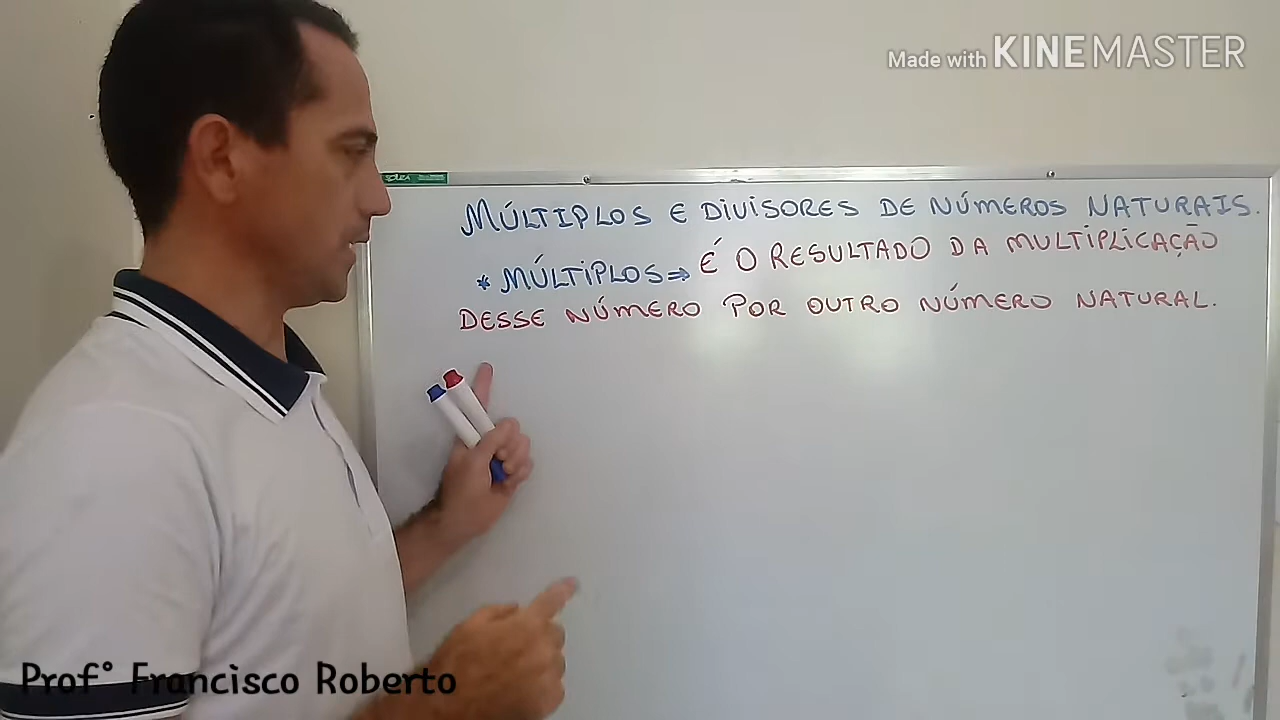 Made with KINEMASTER
MÚLTIPLOS E DIVISORES DE NÚMEROS NATURAIS.
* MÚLTIPLOS ⇒ É O RESULTADO DA MULTIPLICAÇÃO
DESSE NÚMERO POR OUTRO NÚMERO NATURAL.
Prof° Francisco Roberto